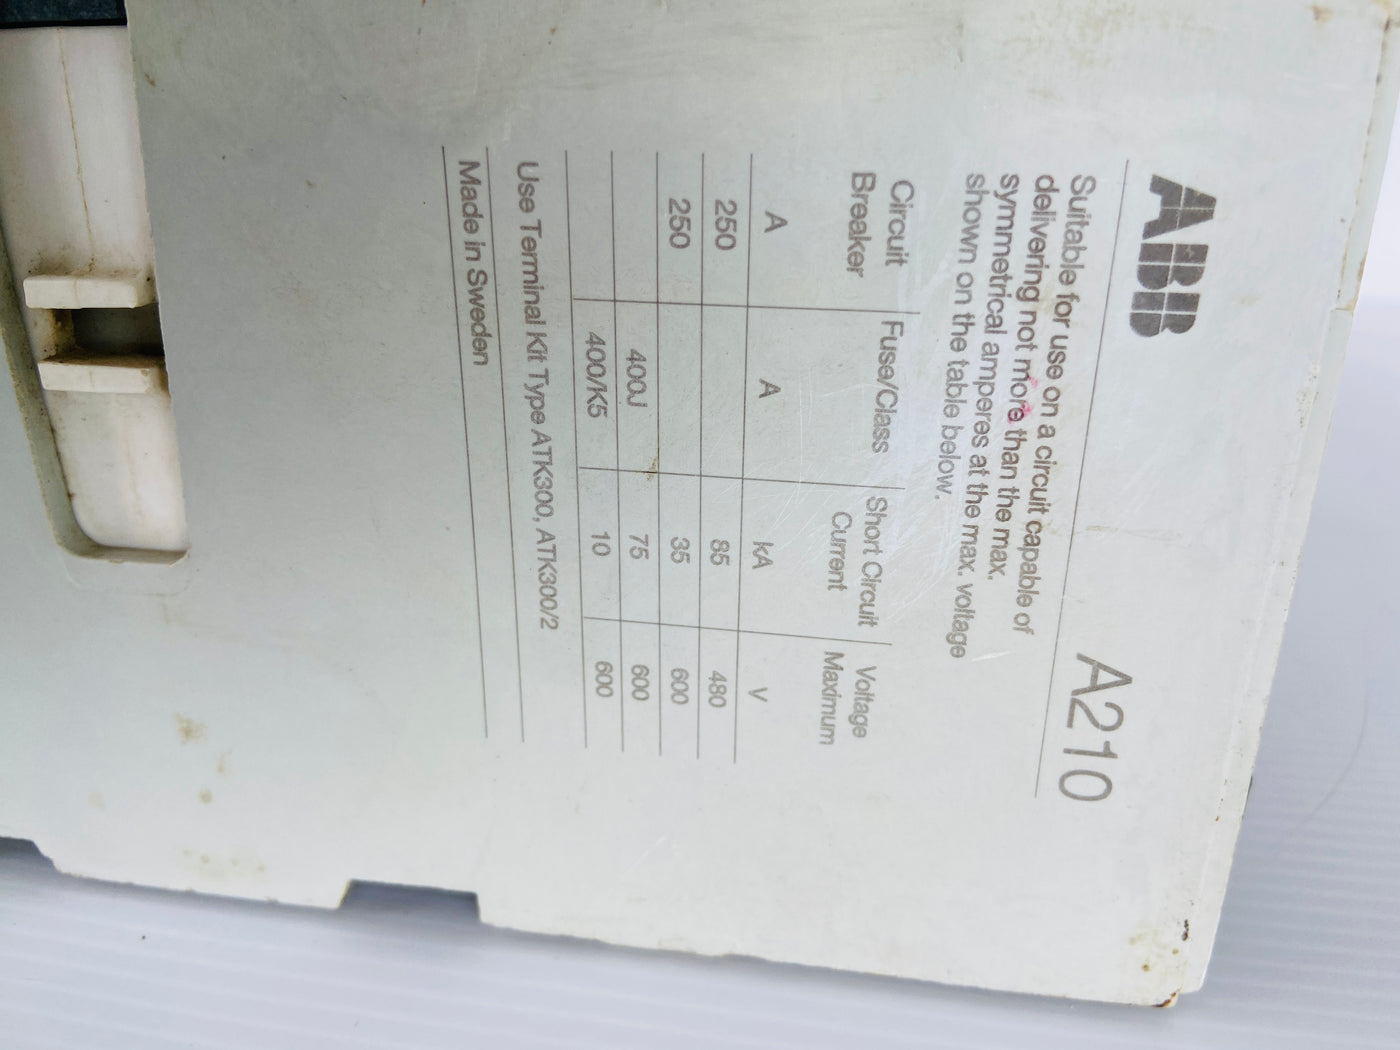 ABB A210
Suitable for use on a circuit capable of
delivering not more than the max.
symmetrical amperes at the max. voltage
shown on the table below.
Circuit Breaker Fuse/Class Short Circuit Current Voltage Maximum
A A kA V
250 85 480
250 35 600
400J 75 600
400/K5 10 600
Use Terminal Kit Type ATK300, ATK300/2
Made in Sweden